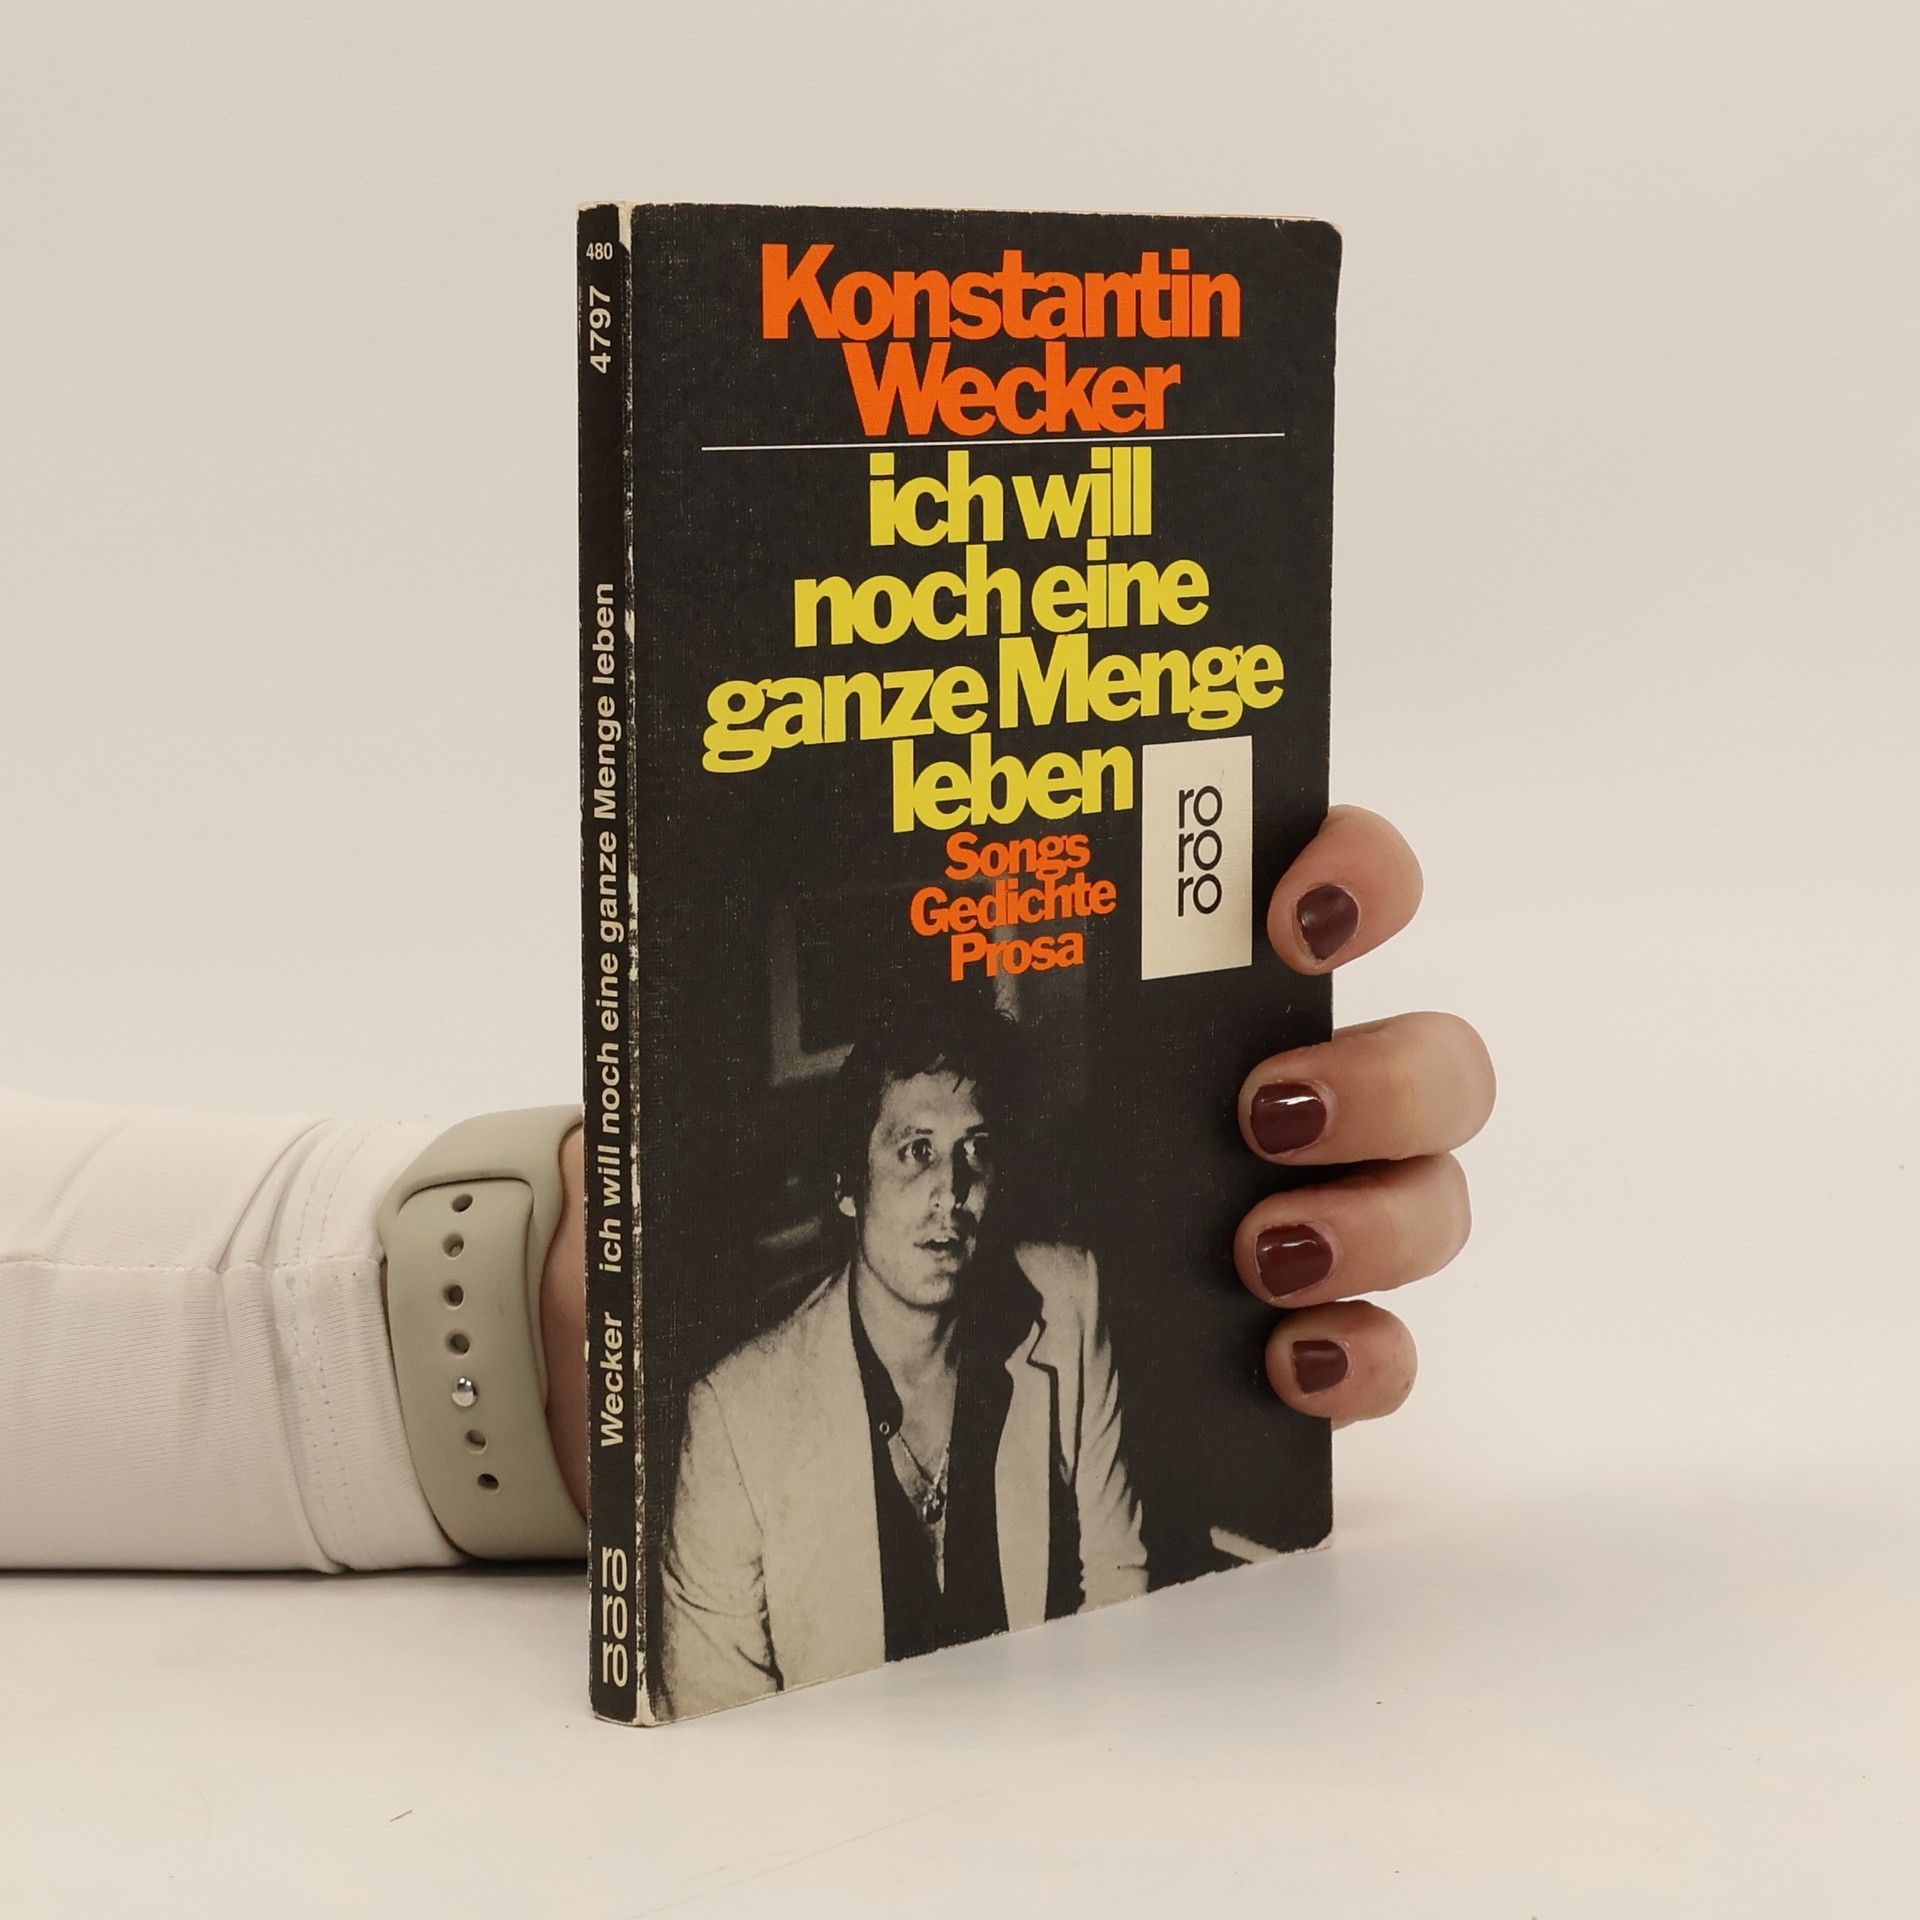 Konstantin
Wecker
ich will
noch eine
ganze Menge
leben
Songs
Gedichte
Prosa
ro
ro
ro
480
4797
Wecker ich will noch eine ganze Menge leben
ro
ro
ro